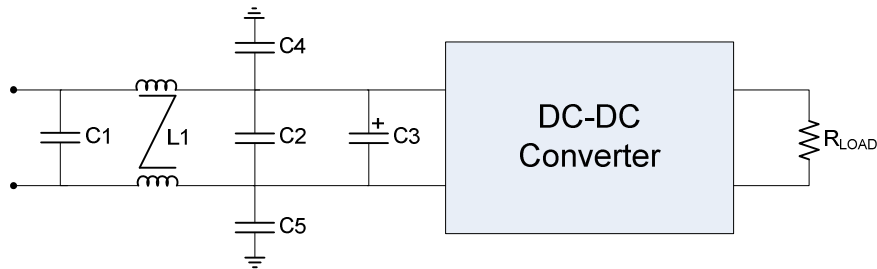 C4
C1
L1
C2
+
C3
C5
DC-DC
Converter
RLOAD